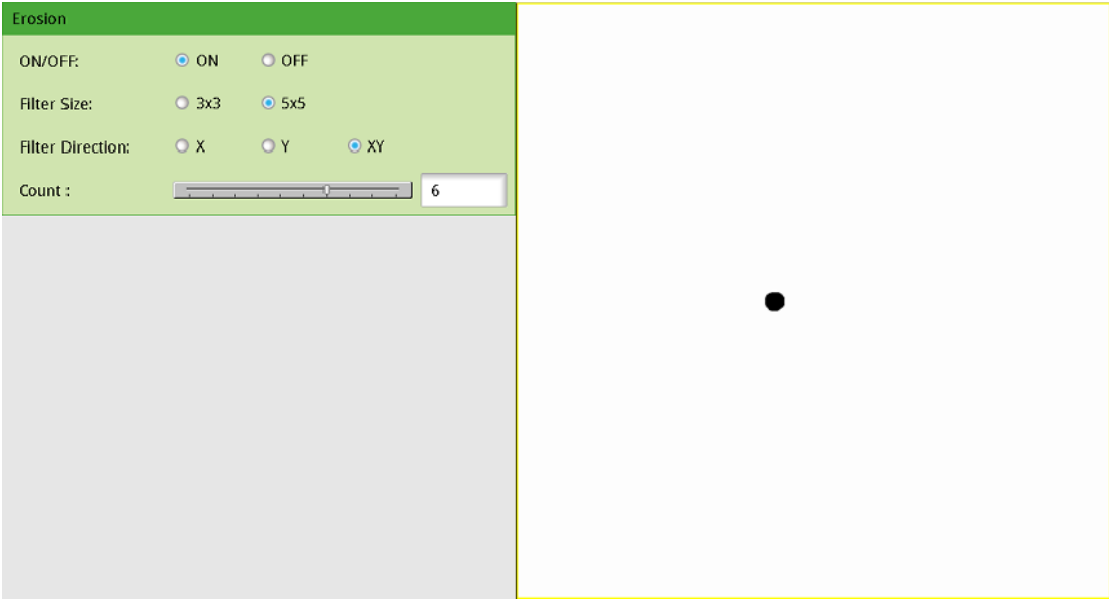 Erosion
ON/OFF: ON OFF
Filter Size: 3x3 5x5
Filter Direction: X Y XY
Count : 6